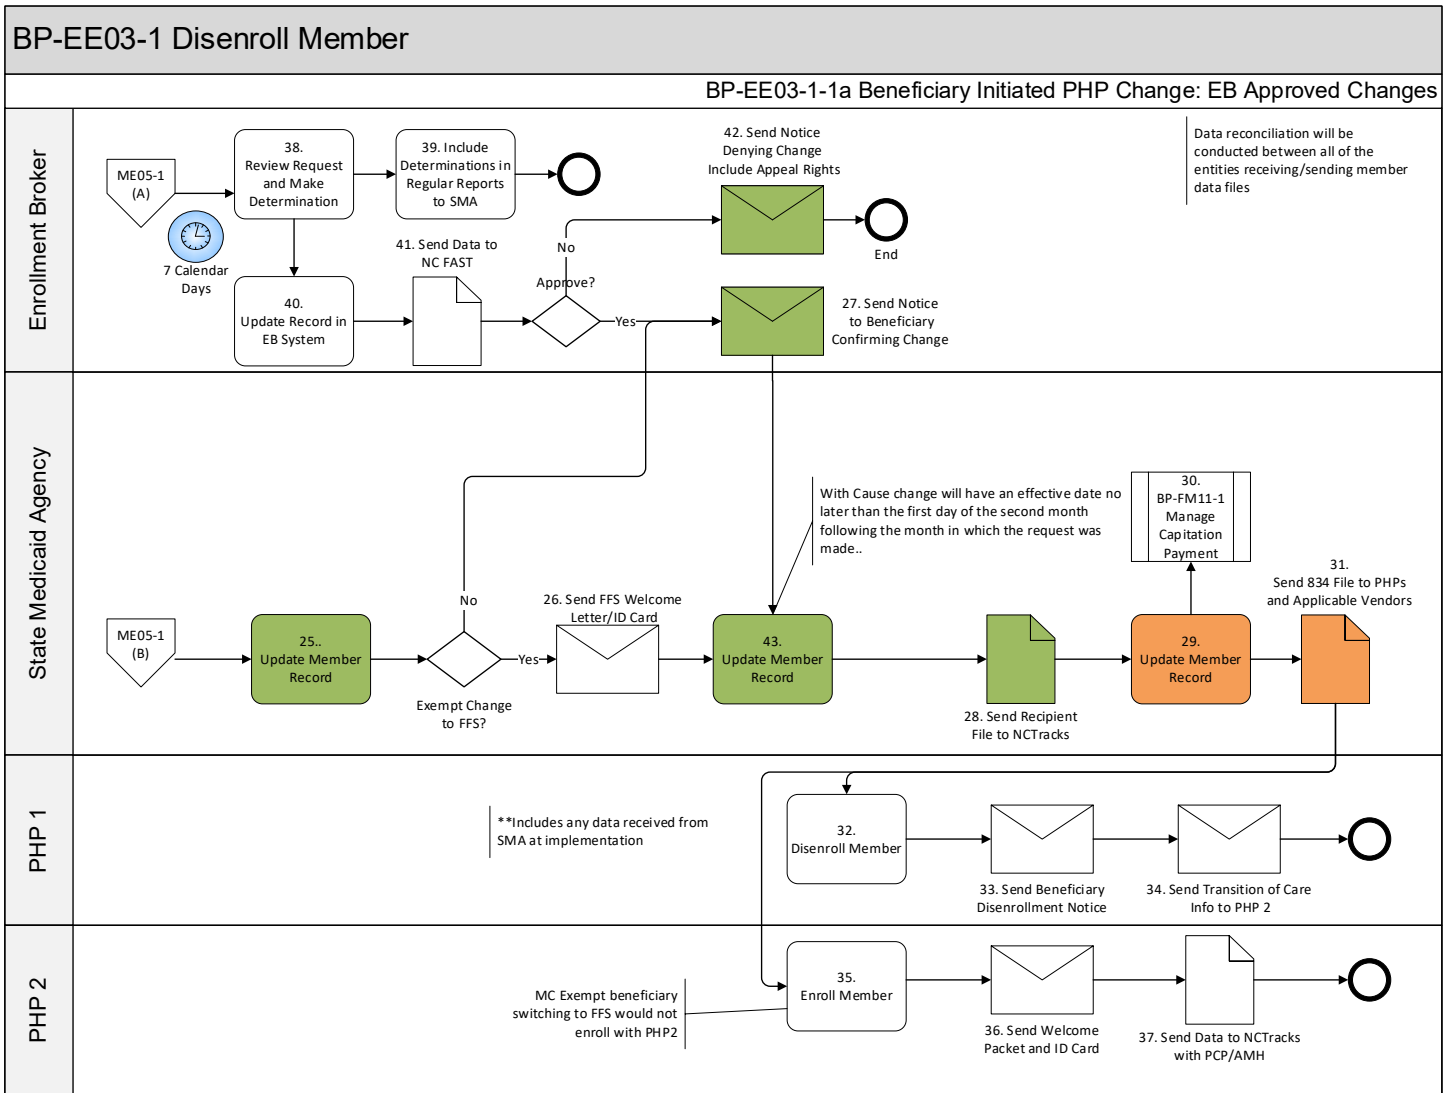 BP-EE03-1 Disenroll Member
BP-EE03-1-1a Beneficiary Initiated PHP Change: EB Approved Changes
Enrollment Broker
ME05-1
(A)
7 Calendar
Days
38.
Review Request
and Make
Determination
39. Include
Determinations in
Regular Reports
to SMA
40.
Update Record in
EB System
41. Send Data to
NC FAST
Approve?
No
Yes
42. Send Notice
Denying Change
Include Appeal Rights
End
27. Send Notice
to Beneficiary
Confirming Change
Data reconciliation will be
conducted between all of the
entities receiving/sending member
data files
State Medicaid Agency
ME05-1
(B)
25..
Update Member
Record
No
Yes
Exempt Change
to FFS?
26. Send FFS Welcome
Letter/ID Card
With Cause change will have an effective date no
later than the first day of the second month
following the month in which the request was
made..
43.
Update Member
Record
28. Send Recipient
File to NCTracks
30.
BP-FM11-1
Manage
Capitation
Payment
29.
Update Member
Record
31.
Send 834 File to PHPs
and Applicable Vendors
PHP 1
**Includes any data received from
SMA at implementation
32.
Disenroll Member
33. Send Beneficiary
Disenrollment Notice
34. Send Transition of Care
Info to PHP 2
PHP 2
MC Exempt beneficiary
switching to FFS would not
enroll with PHP2
35.
Enroll Member
36. Send Welcome
Packet and ID Card
37. Send Data to NCTracks
with PCP/AMH